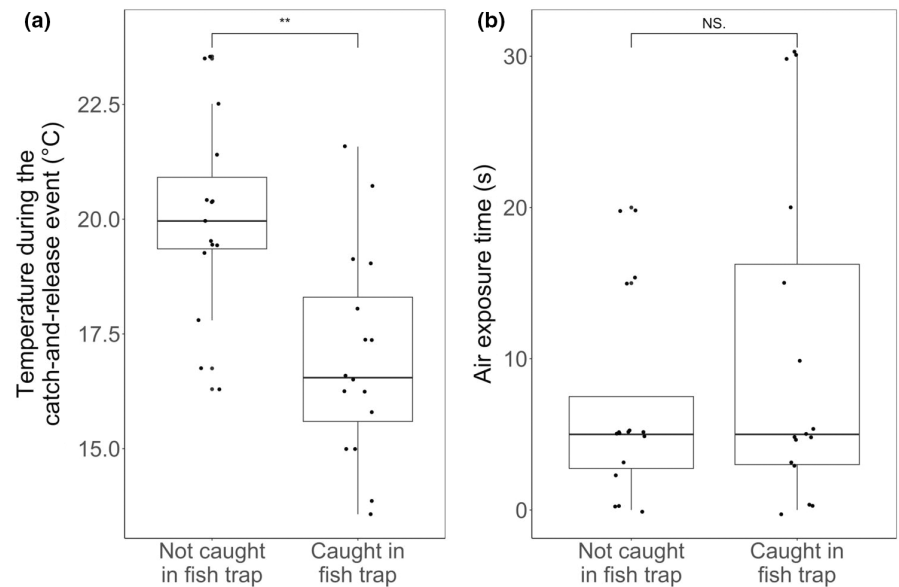 (a)
**
Temperature during the
catch-and-release event (°C)
22.5
20.0
17.5
15.0
Not caught
in fish trap
Caught in
fish trap
(b)
NS.
Air exposure time (s)
30
20
10
0
Not caught
in fish trap
Caught in
fish trap